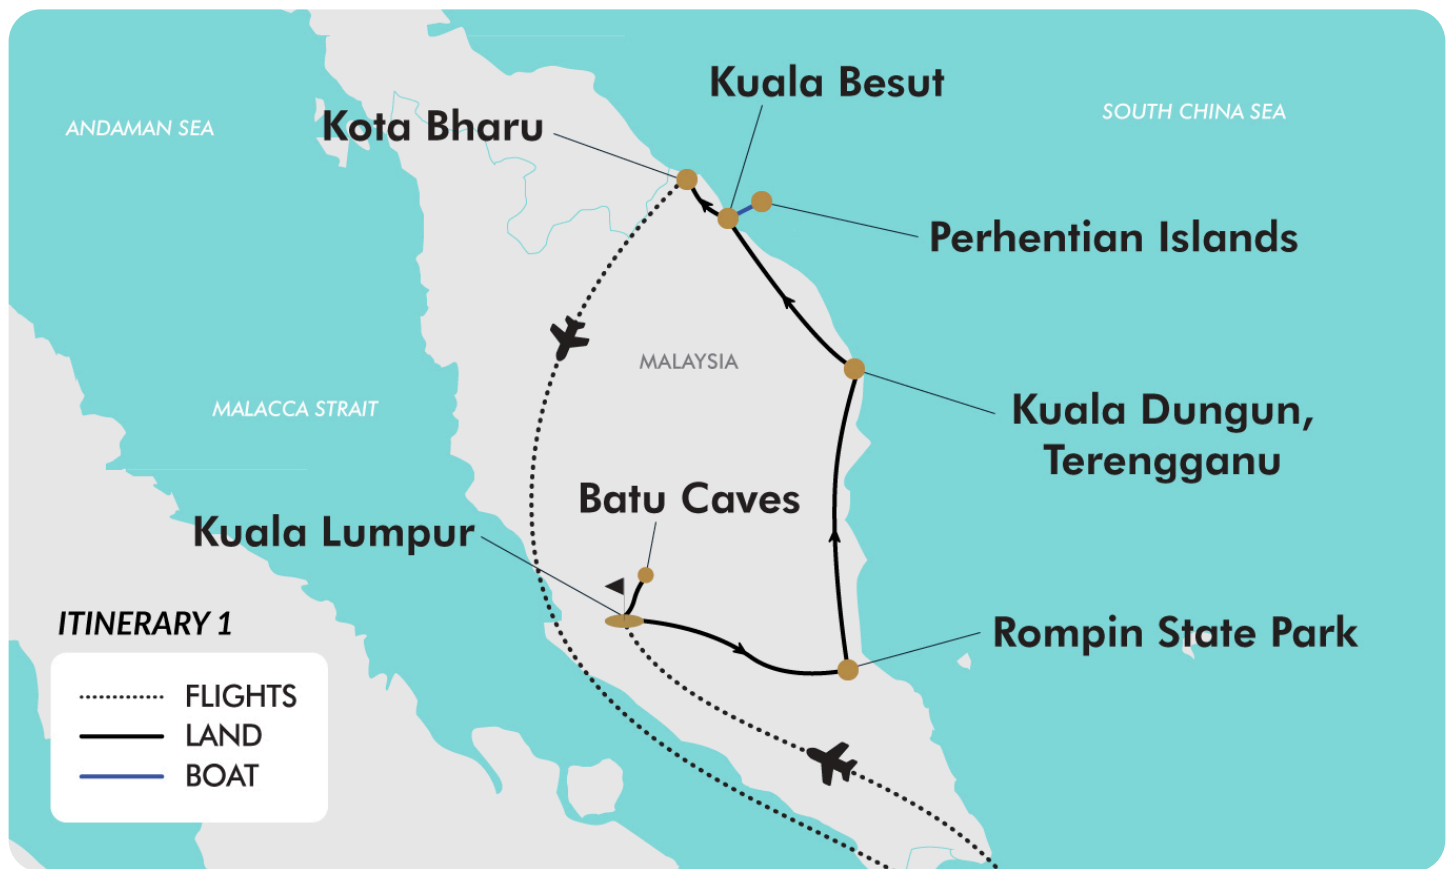 Kuala Besut
SOUTH CHINA SEA
ANDAMAN SEA
Kota Bharu
Perhentian Islands
MALAYSIA
MALACCA STRAIT
Kuala Dungun,
Terengganu
Batu Caves
Kuala Lumpur
ITINERARY 1
Rompin State Park
FLIGHTS
LAND
BOAT